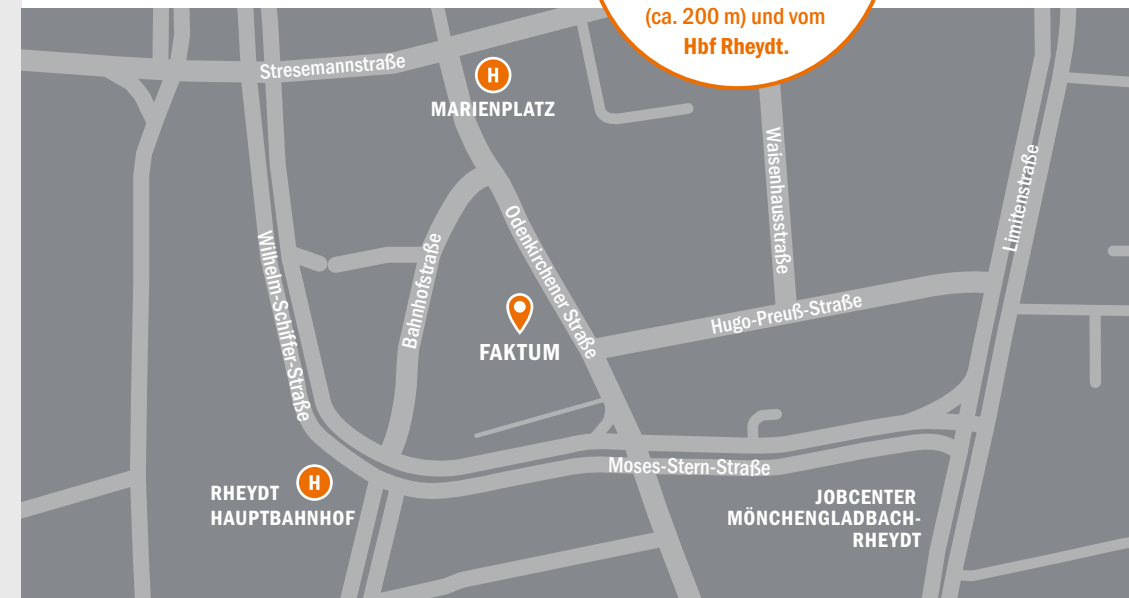 (ca. 200 m) und vom
Hbf Rheydt.
Stresemannstraße
H
MARIENPLATZ
Waisenhausstraße
Limitenstraße
Odenkirchener Straße
Wilhelm-Schiffer-Straße
Bahnhofstraße
Hugo-Preuß-Straße
FAKTUM
Moses-Stern-Straße
H
RHEYDT
HAUPTBAHNHOF
JOBCENTER
MÖNCHENGLADBACH-
RHEYDT